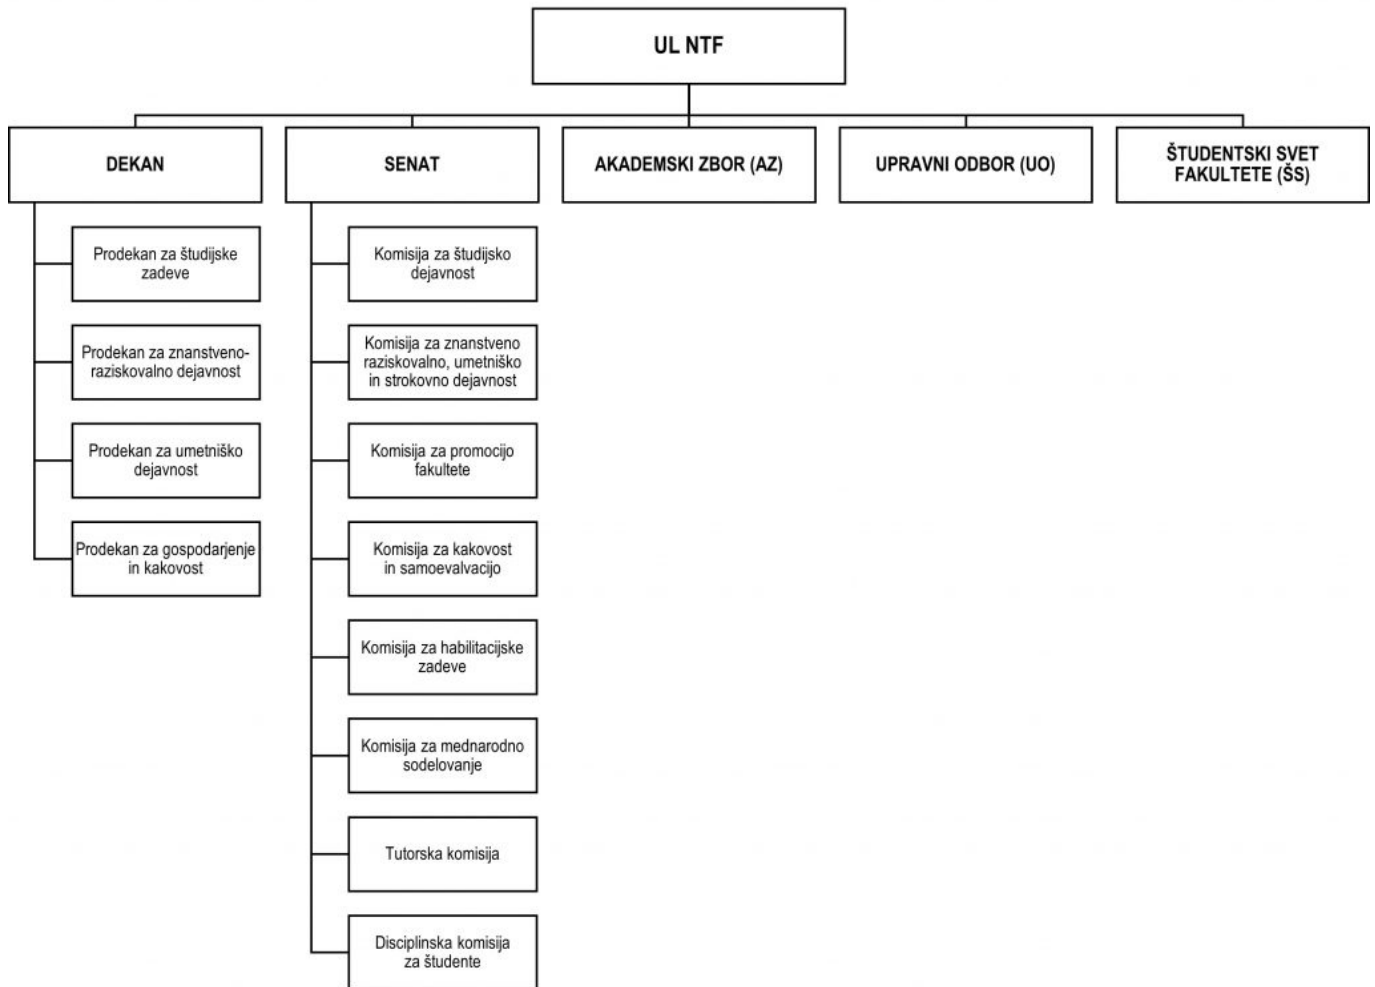 UL NTF
DEKAN
SENAT
AKADEMSKI ZBOR (AZ)
UPRAVNI ODBOR (UO)
ŠTUDENTSKI SVET
FAKULTETE (ŠS)
Prodekan za študijske
zadeve
Prodekan za znanstveno-
raziskovalno dejavnost
Prodekan za umetniško
dejavnost
Prodekan za gospodarjenje
in kakovost
Komisija za študijsko
dejavnost
Komisija za znanstveno
raziskovalno, umetniško
in strokovno dejavnost
Komisija za promocijo
fakultete
Komisija za kakovost
in samoevalvacijo
Komisija za habilitacijske
zadeve
Komisija za mednarodno
sodelovanje
Tutorska komisija
Disciplinska komisija
za študente